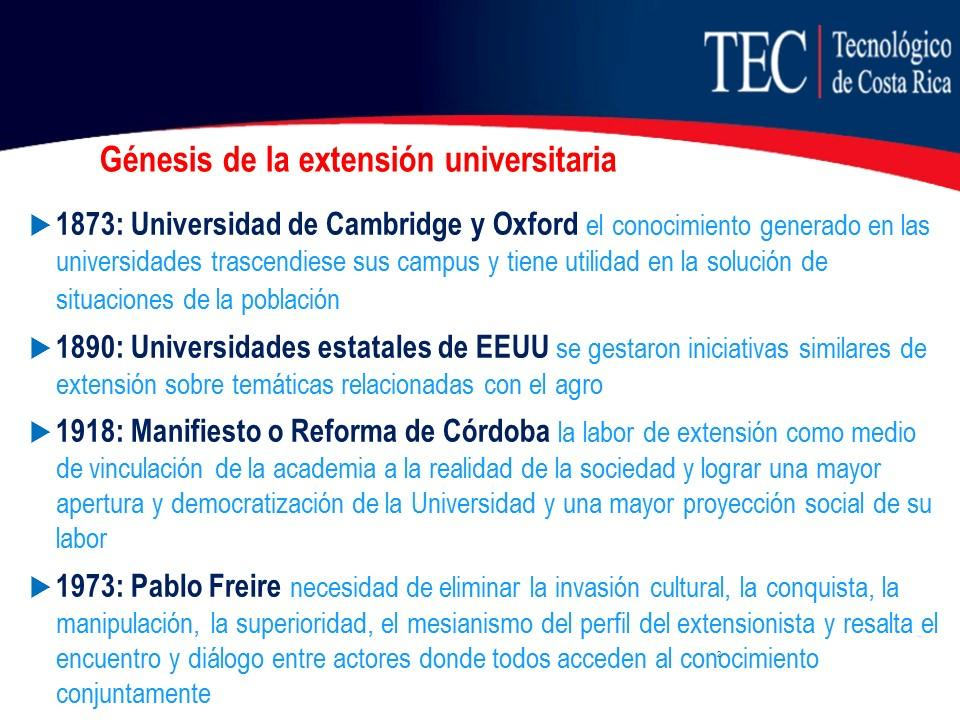 TEC
Tecnológico
de Costa Rica
Génesis de la extensión universitaria
1873: Universidad de Cambridge y Oxford el conocimiento generado en las
universidades trascendiese sus campus y tiene utilidad en la solución de
situaciones de la población
1890: Universidades estatales de EEUU se gestaron iniciativas similares de
extensión sobre temáticas relacionadas con el agro
1918: Manifiesto o Reforma de Córdoba la labor de extensión como medio
de vinculación de la academia a la realidad de la sociedad y lograr una mayor
apertura y democratización de la Universidad y una mayor proyección social de su
labor
1973: Pablo Freire necesidad de eliminar la invasión cultural, la conquista, la
manipulación, la superioridad, el mesianismo del perfil del extensionista y resalta el
encuentro y diálogo entre actores donde todos acceden al conocimiento
conjuntamente